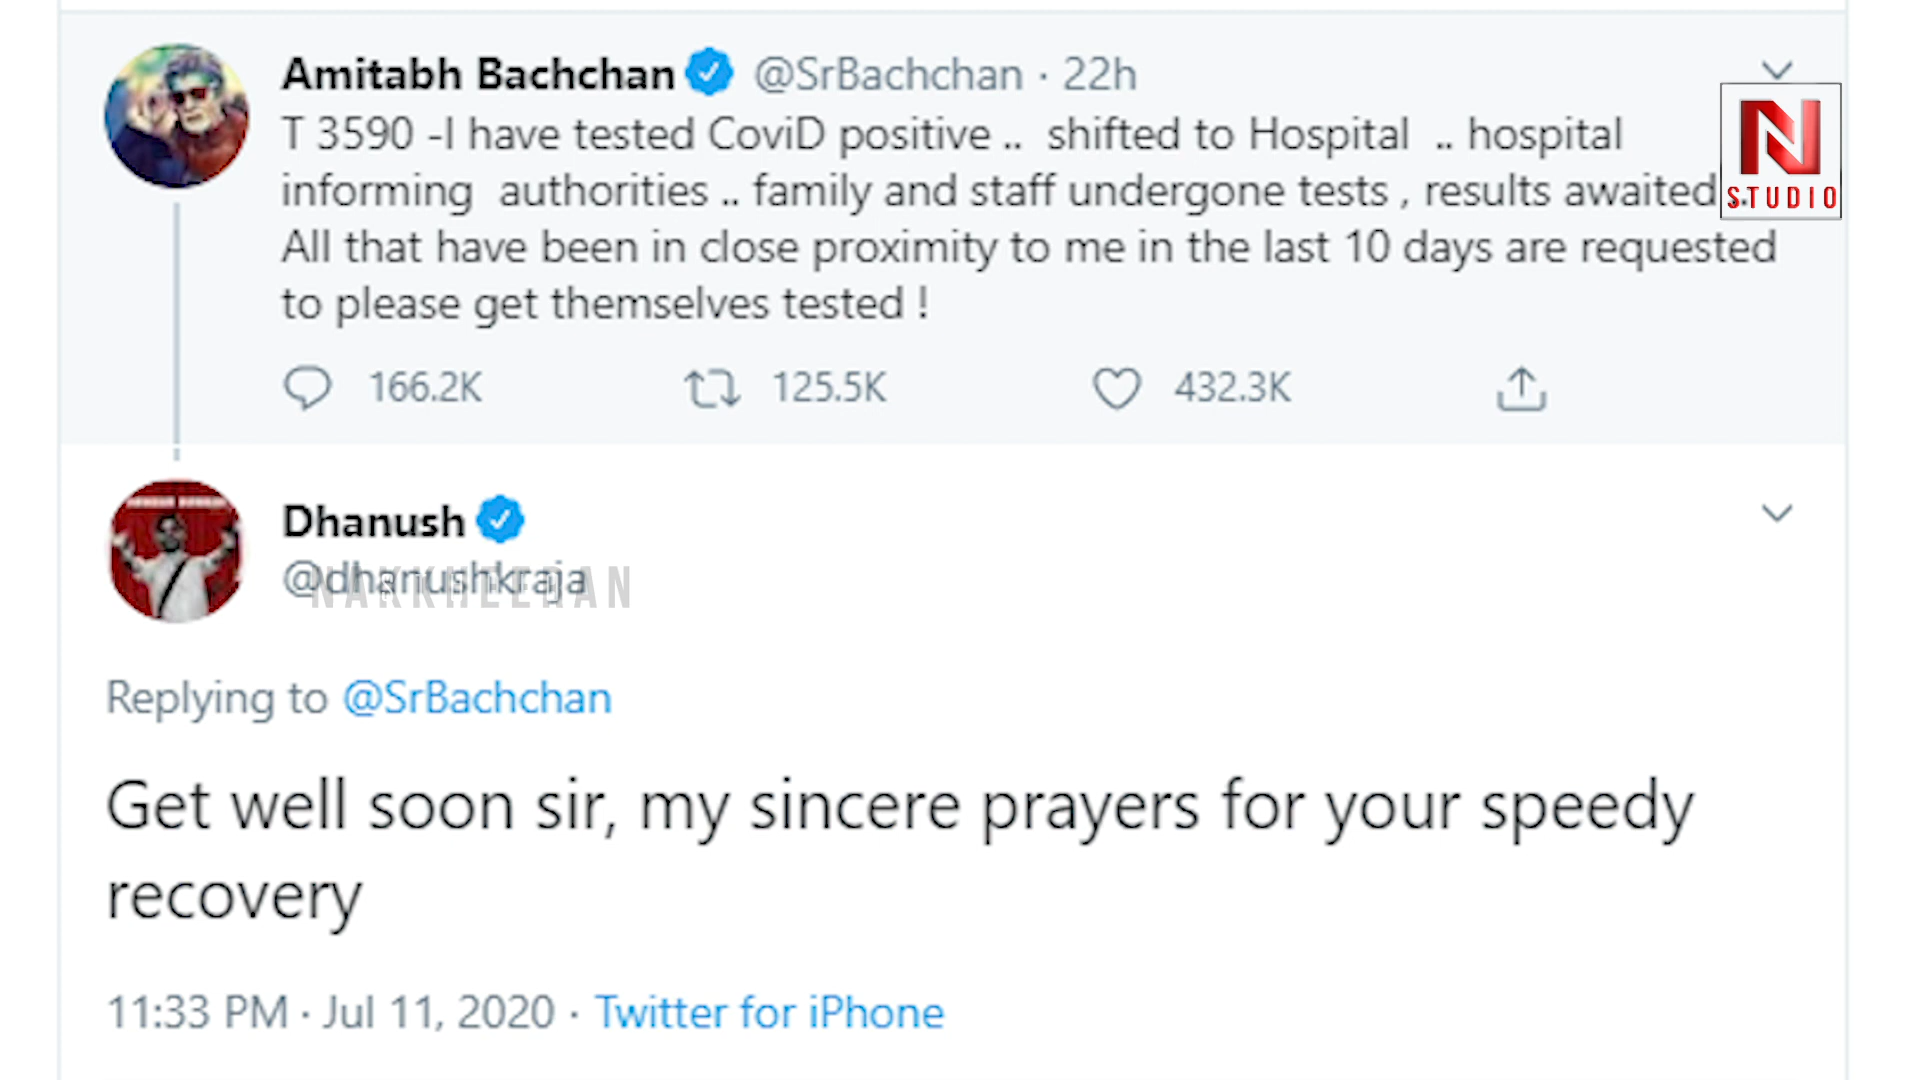 Amitabh Bachchan @SrBachchan · 22h
T 3590 -I have tested CoviD positive .. shifted to Hospital .. hospital
informing authorities .. family and staff undergone tests , results awaited ..
All that have been in close proximity to me in the last 10 days are requested
to please get themselves tested !
166.2K 125.5K 432.3K
N
STUDIO
Dhanush
@dhanushkraja
NAKKHEERAN
Replying to @SrBachchan
Get well soon sir, my sincere prayers for your speedy
recovery
11:33 PM · Jul 11, 2020 · Twitter for iPhone